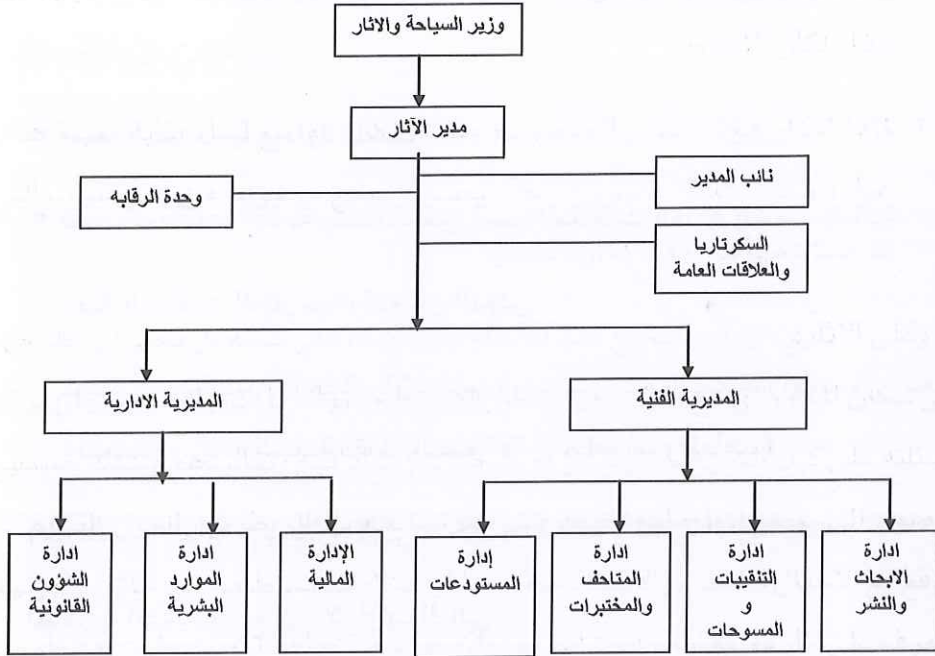 وزير السياحة والاثار
مدير الآثار
نائب المدير
وحدة الرقابه
السكرتاريا
والعلاقات العامة
المديرية الفنية
المديرية الادارية
ادارة
الابحاث
والنشر
ادارة
التنقيبات
و
المسوحات
ادارة
المتاحف
والمختبرات
إدارة
المستودعات
الإدارة
المالية
ادارة
الموارد
البشرية
ادارة
الشؤون
القانونية